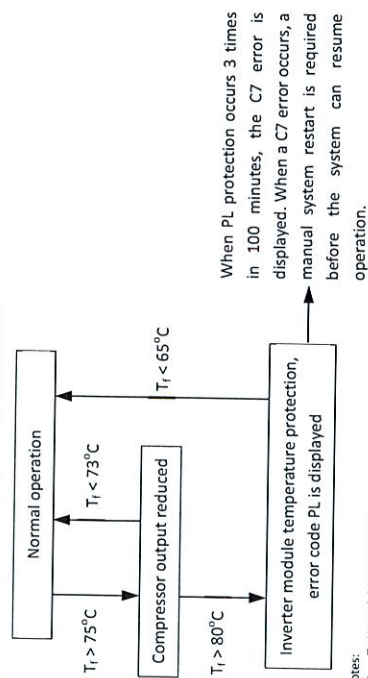 Normal operation
Tf > 75°C
Tf < 73°C
Compressor output reduced
Tf < 65°C
Tf > 80°C
Inverter module temperature protection,
error code PL is displayed
When PL protection occurs 3 times
in 100 minutes, the C7 error is
displayed. When a C7 error occurs, a
manual system restart is required
before the system can resume
operation.